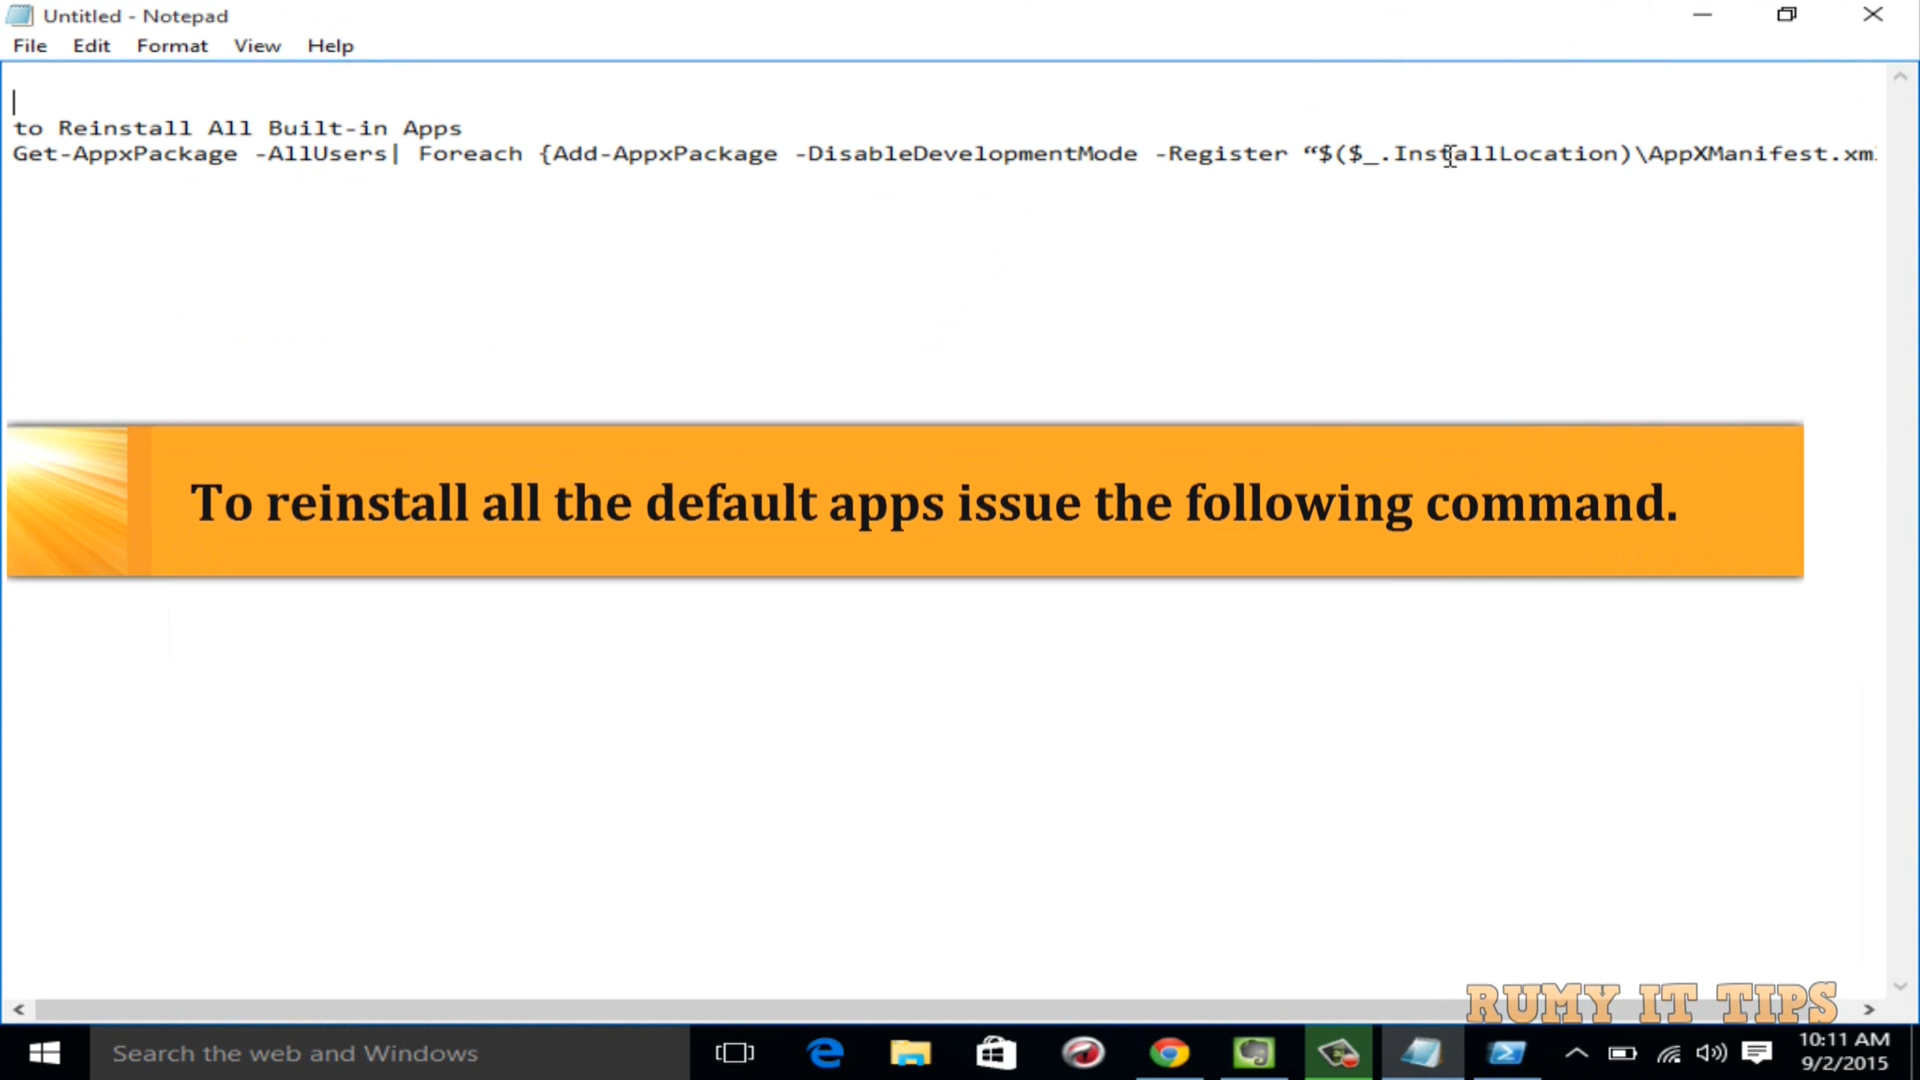 Untitled - Notepad
File Edit Format View Help
to Reinstall All Built-in Apps
Get-AppxPackage -AllUsers| Foreach {Add-AppxPackage -DisableDevelopmentMode -Register “$($_.InstallLocation)\AppXManifest.xm
To reinstall all the default apps issue the following command.
RUMY IT TIPS
Search the web and Windows
10:11 AM
9/2/2015